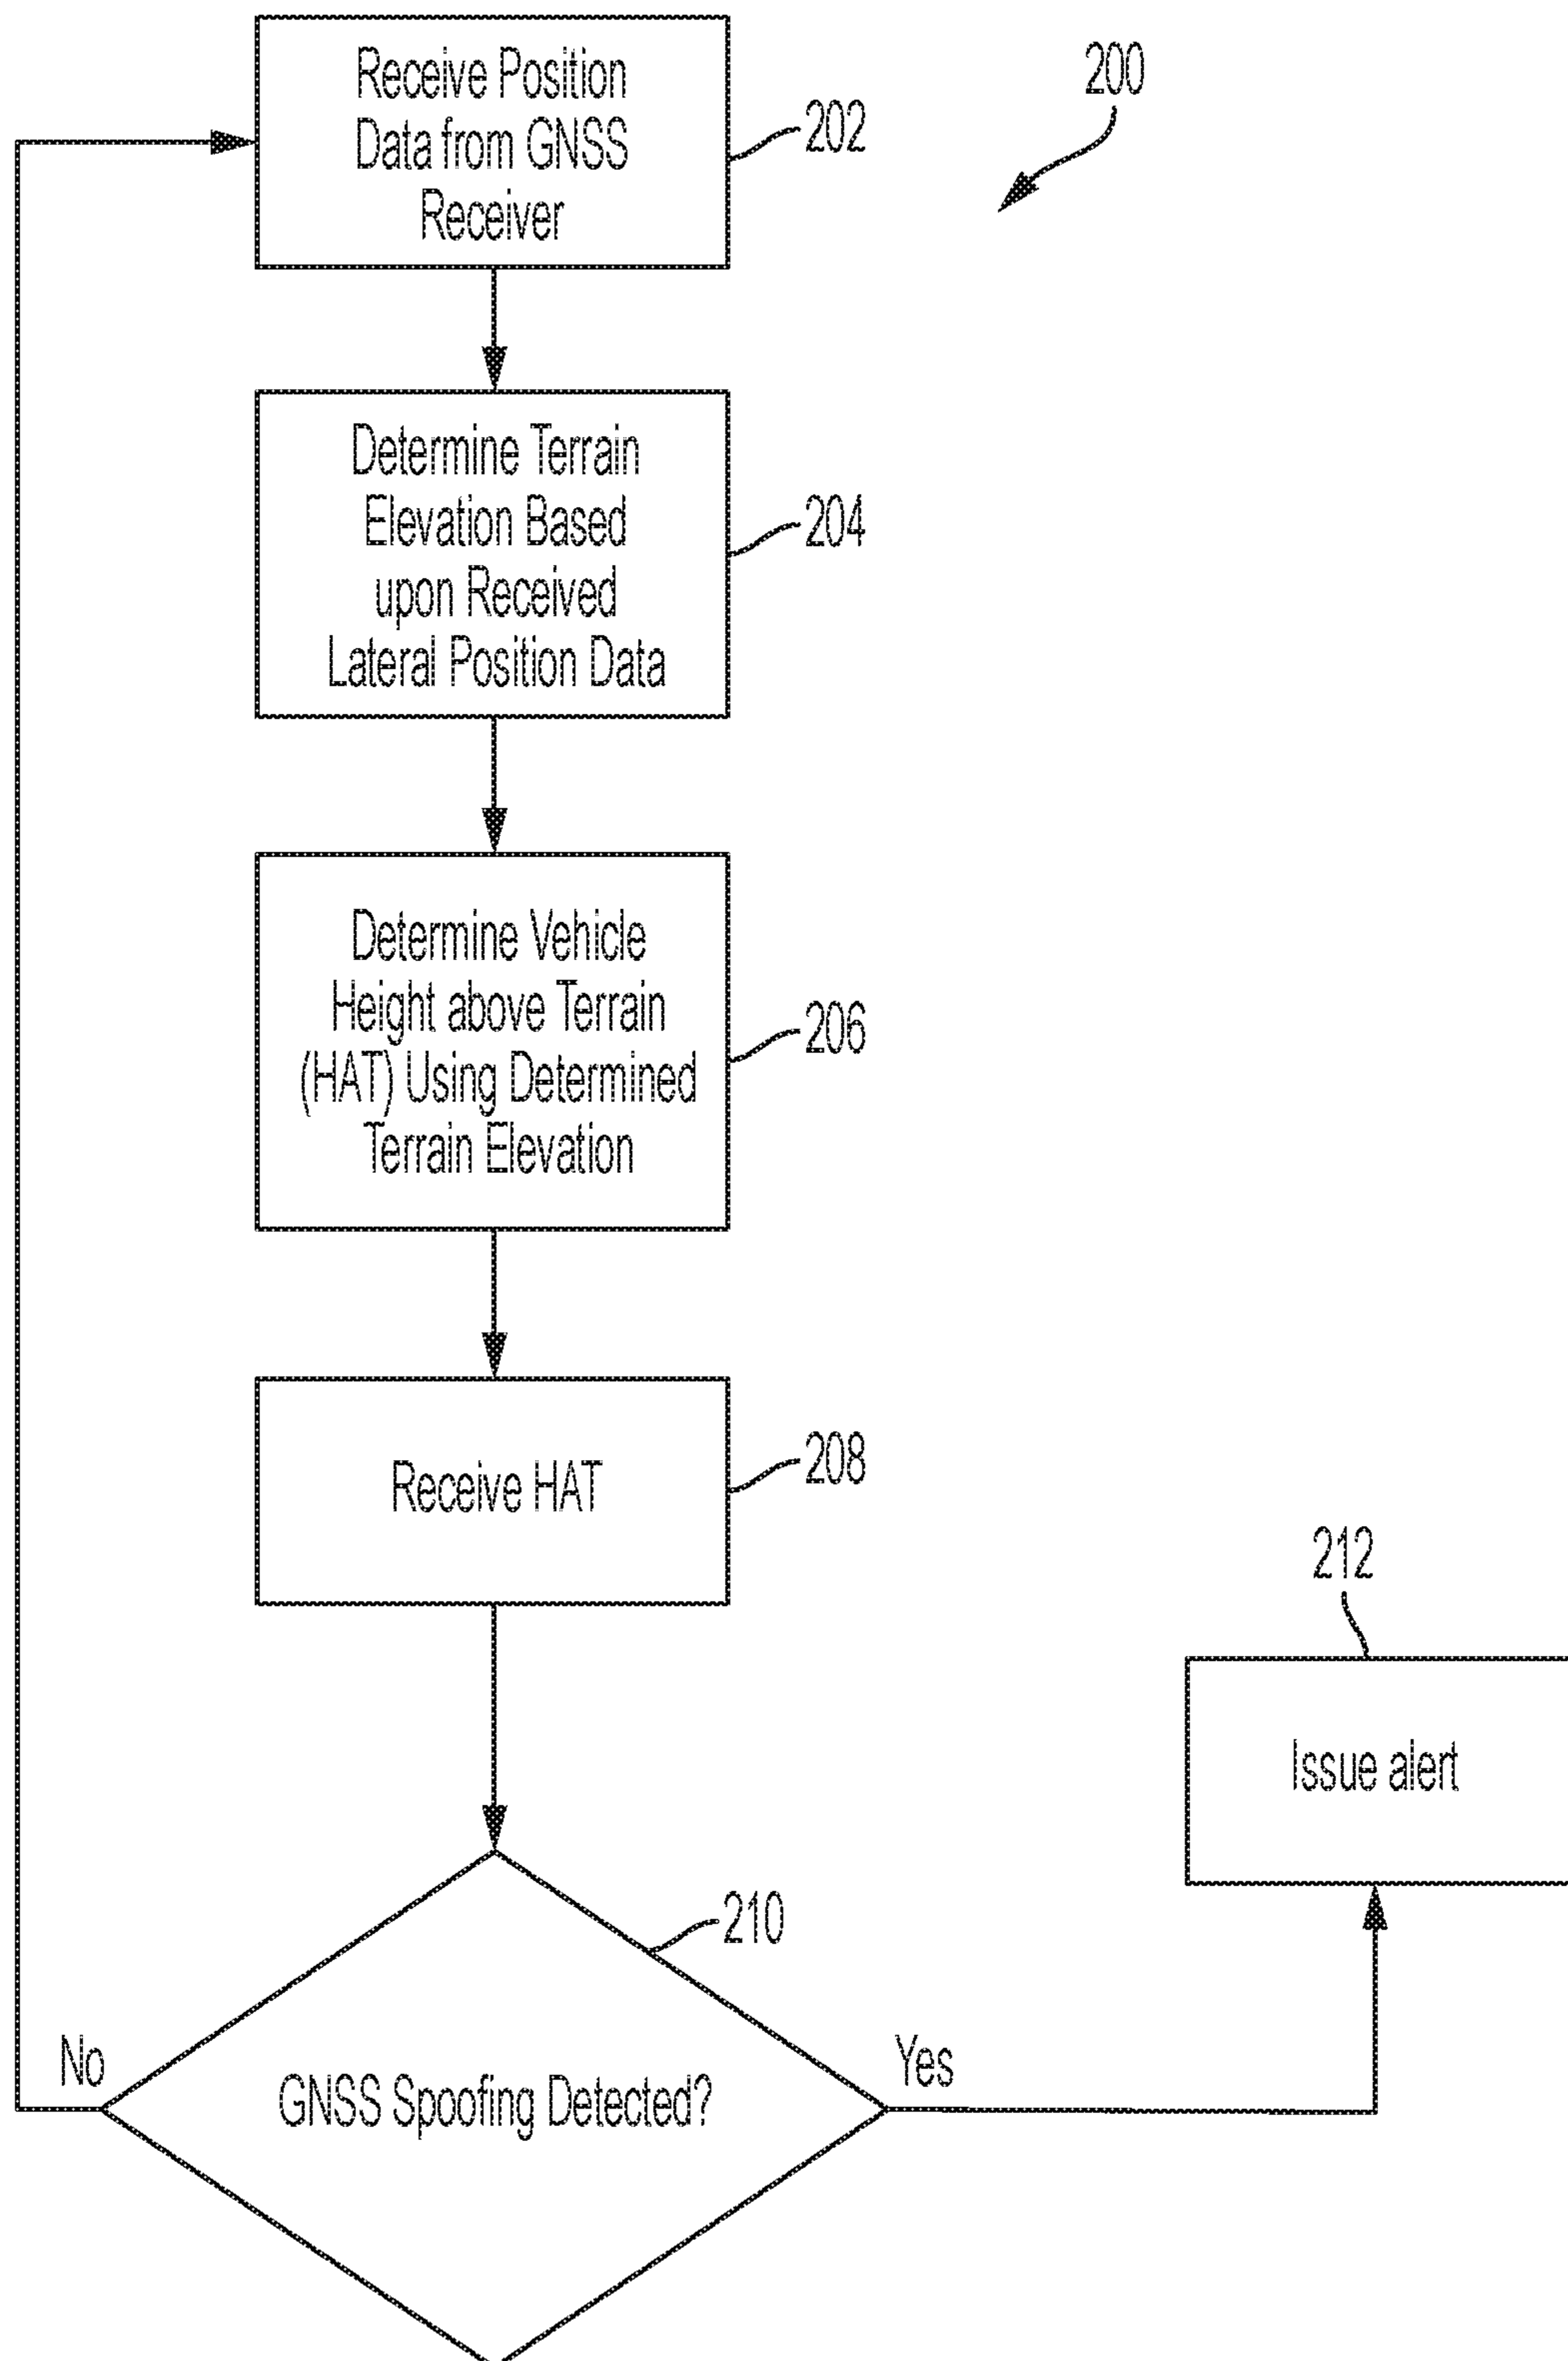 Receive Position
Data from GNSS
Receiver
202
200
Determine Terrain
Elevation Based
upon Received
Lateral Position Data
204
Determine Vehicle
Height above Terrain
(HAT) Using Determined
Terrain Elevation
206
Receive HAT
208
212
Issue alert
210
No
Yes
GNSS Spoofing Detected?